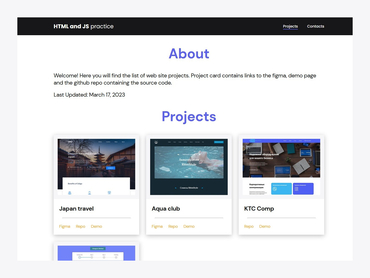 HTML and JS practice
Projects
Contacts
About
Welcome! Here you will find the list of web site projects. Project card contains links to the figma, demo page
and the github repo containing the source code.
Last Updated: March 17, 2023
Projects
Japan travel
Figma Repo Demo
Aqua club
Figma Repo Demo
KTC Comp
Repo Demo